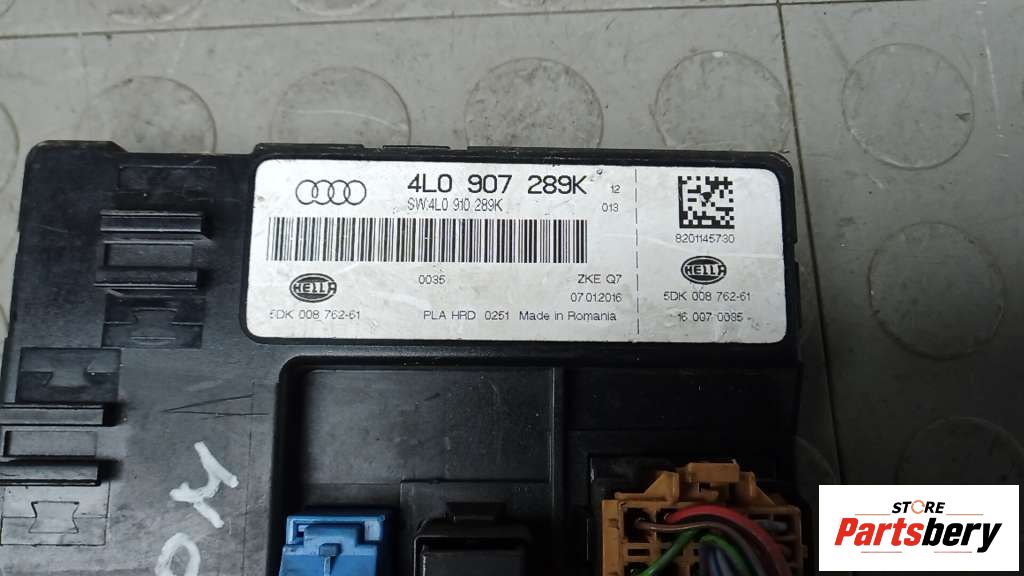 4L0 907 289K
12
SW:4L0 910 289K
013
8201145730
0035
ZKE Q7
HELLA
HELLA
07.01.2016
5DK 008 762-61
PLA HRD 0251 Made in Romania
5DK 008 762-61
16 007 0035
STORE
Partsbery